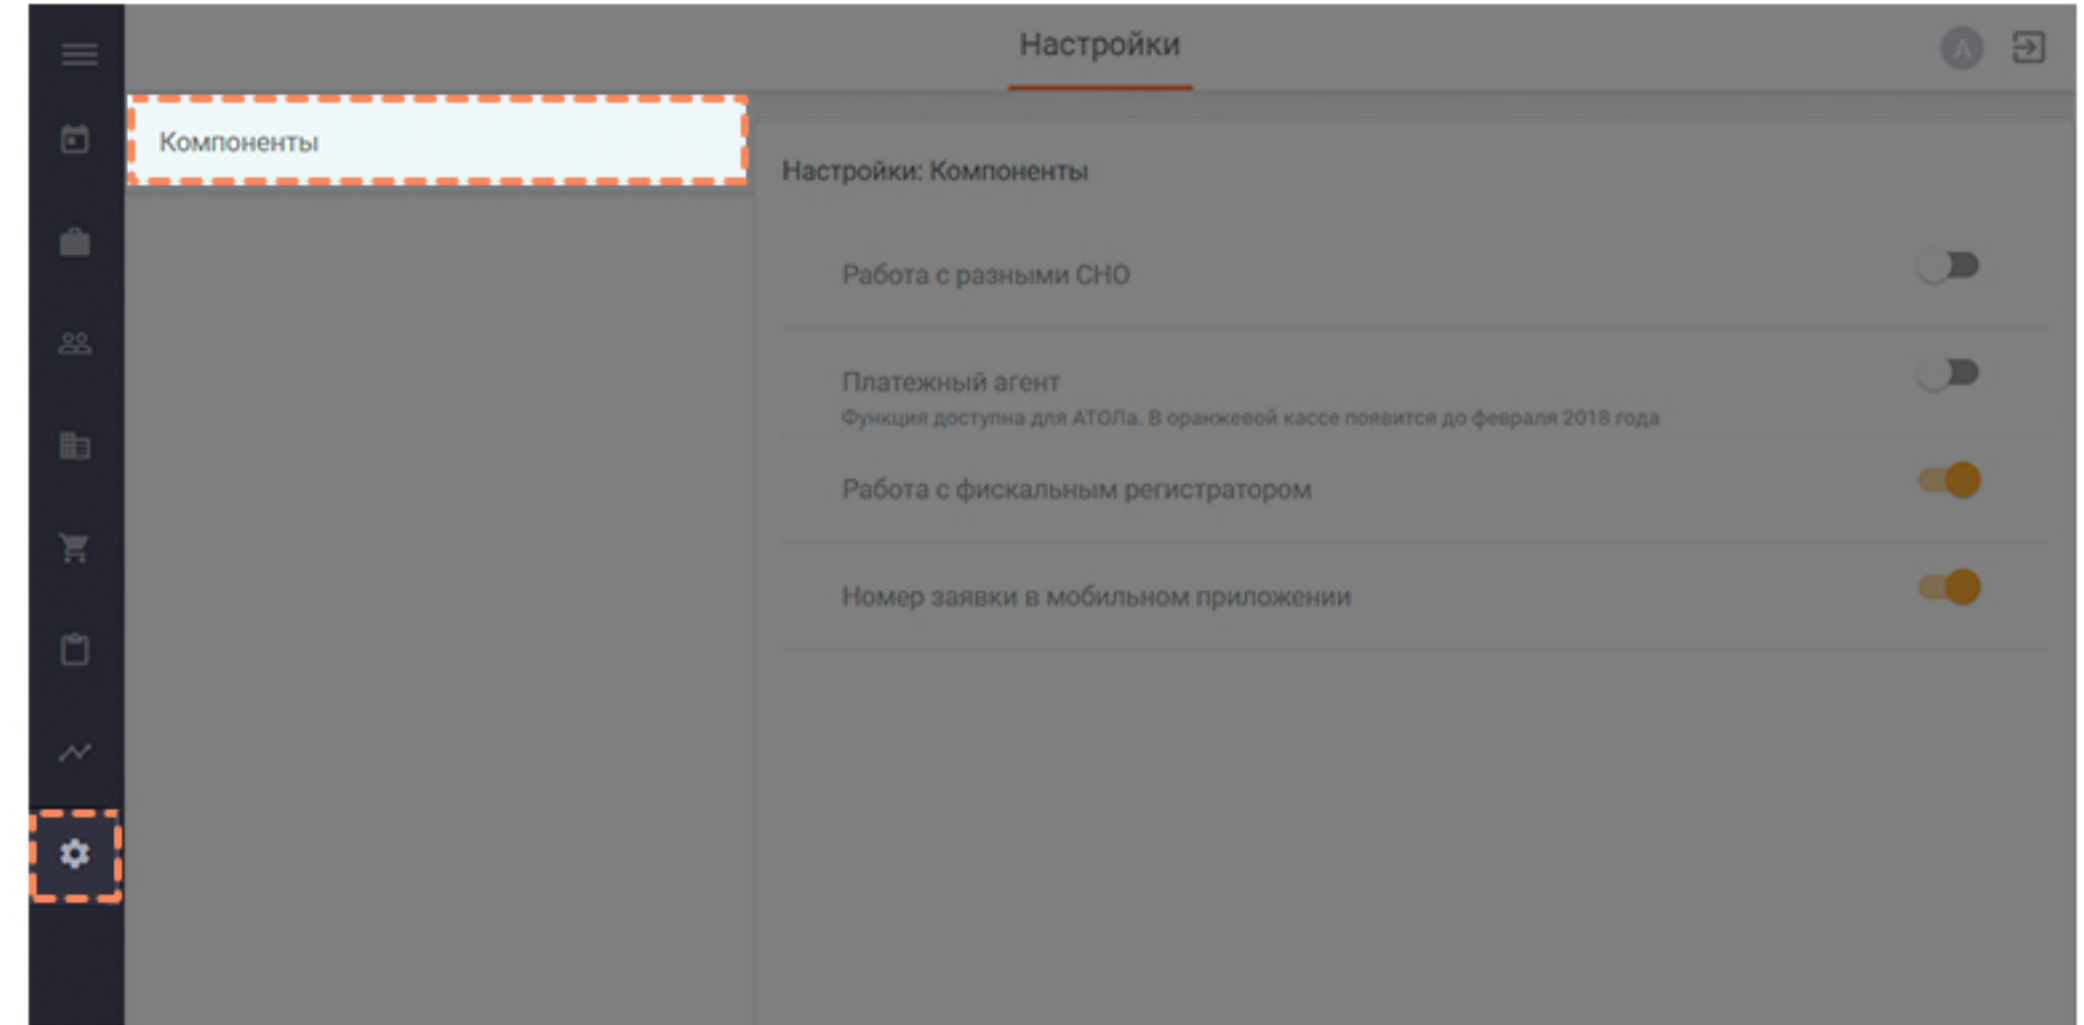 Настройки
А
Компоненты
Настройки: Компоненты
Работа с разными СНО
Платежный агент
Функция доступна для АТОЛа. В оранжевой кассе появится до февраля 2018 года
Работа с фискальным регистратором
Номер заявки в мобильном приложении